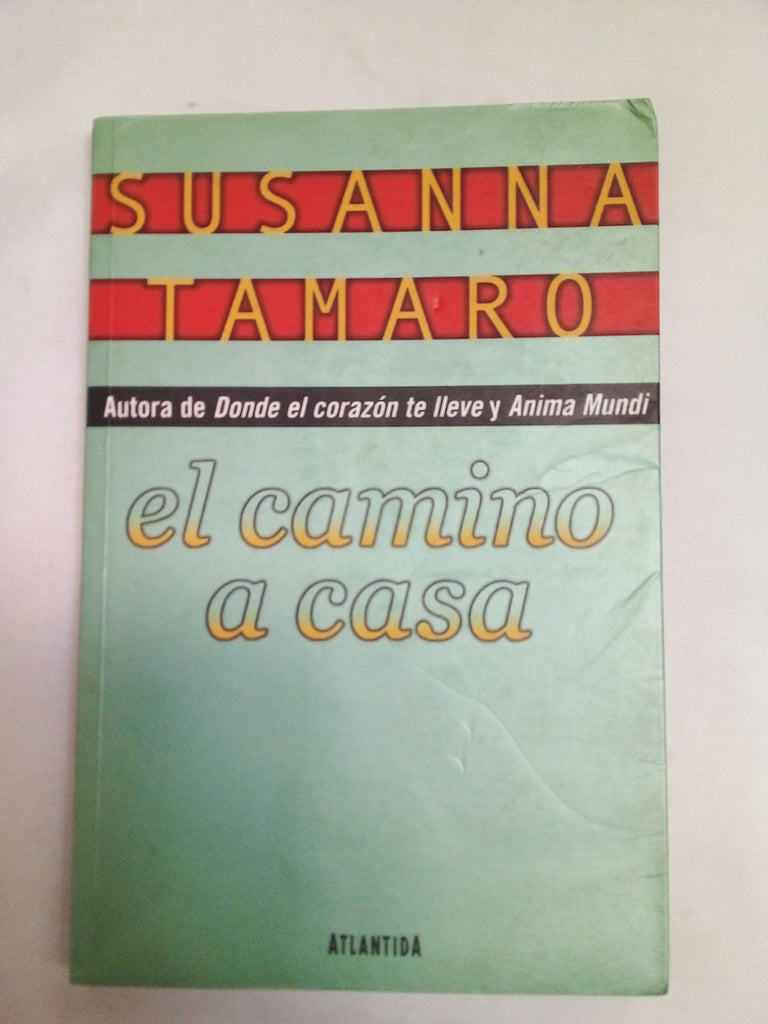 SUSANNA
TAMARO
Autora de Donde el corazón te lleve y Anima Mundi
el camino
a casa
ATLANTIDA